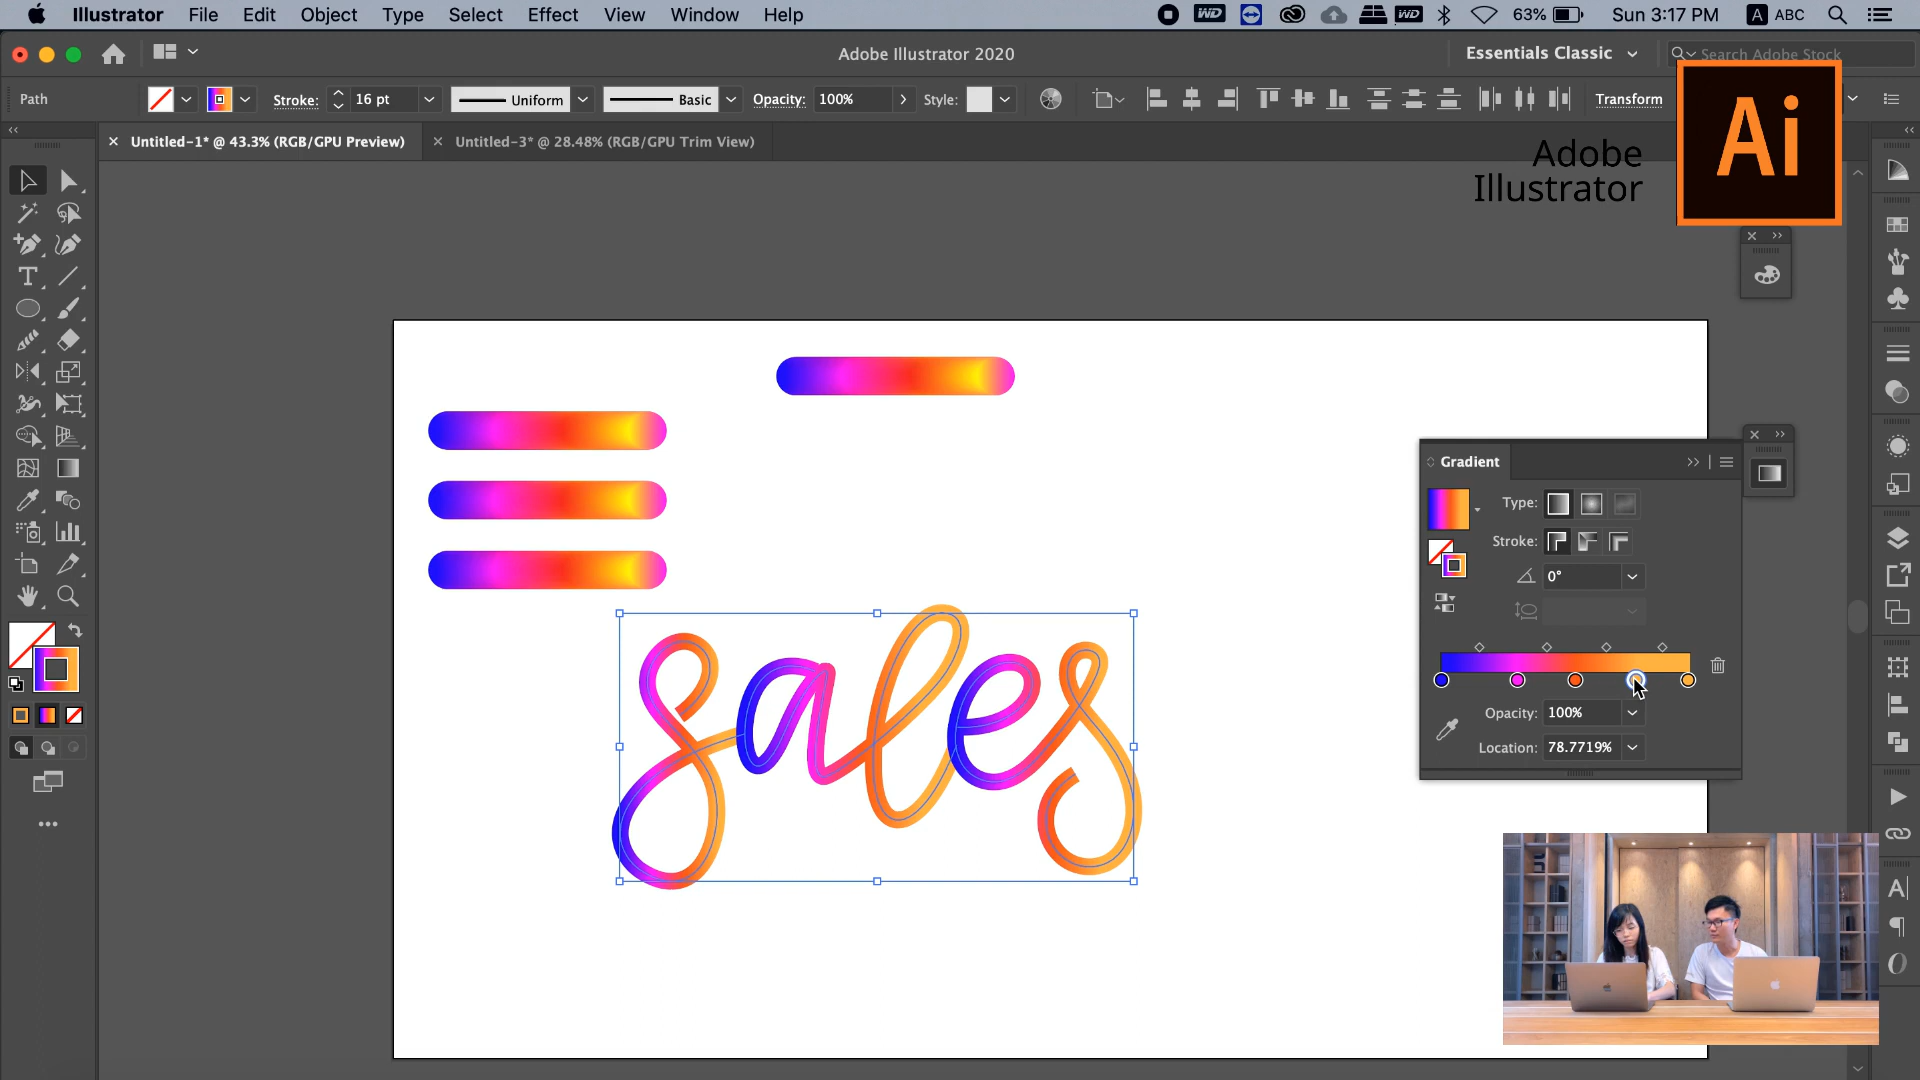 Illustrator File Edit Object Type Select Effect View Window Help
WD WD 63% Sun 3:17 PM A ABC
Adobe Illustrator 2020
Essentials Classic
Search Adobe Stock
Path Stroke: 16 pt Uniform Basic Opacity: 100% Style: Transform
Untitled-1* @ 43.3% (RGB/GPU Preview) Untitled-3* @ 28.48% (RGB/GPU Trim View)
Adobe
Illustrator
Ai
Gradient
Type:
Stroke:
0°
Opacity: 100%
Location: 78.7719%
sales